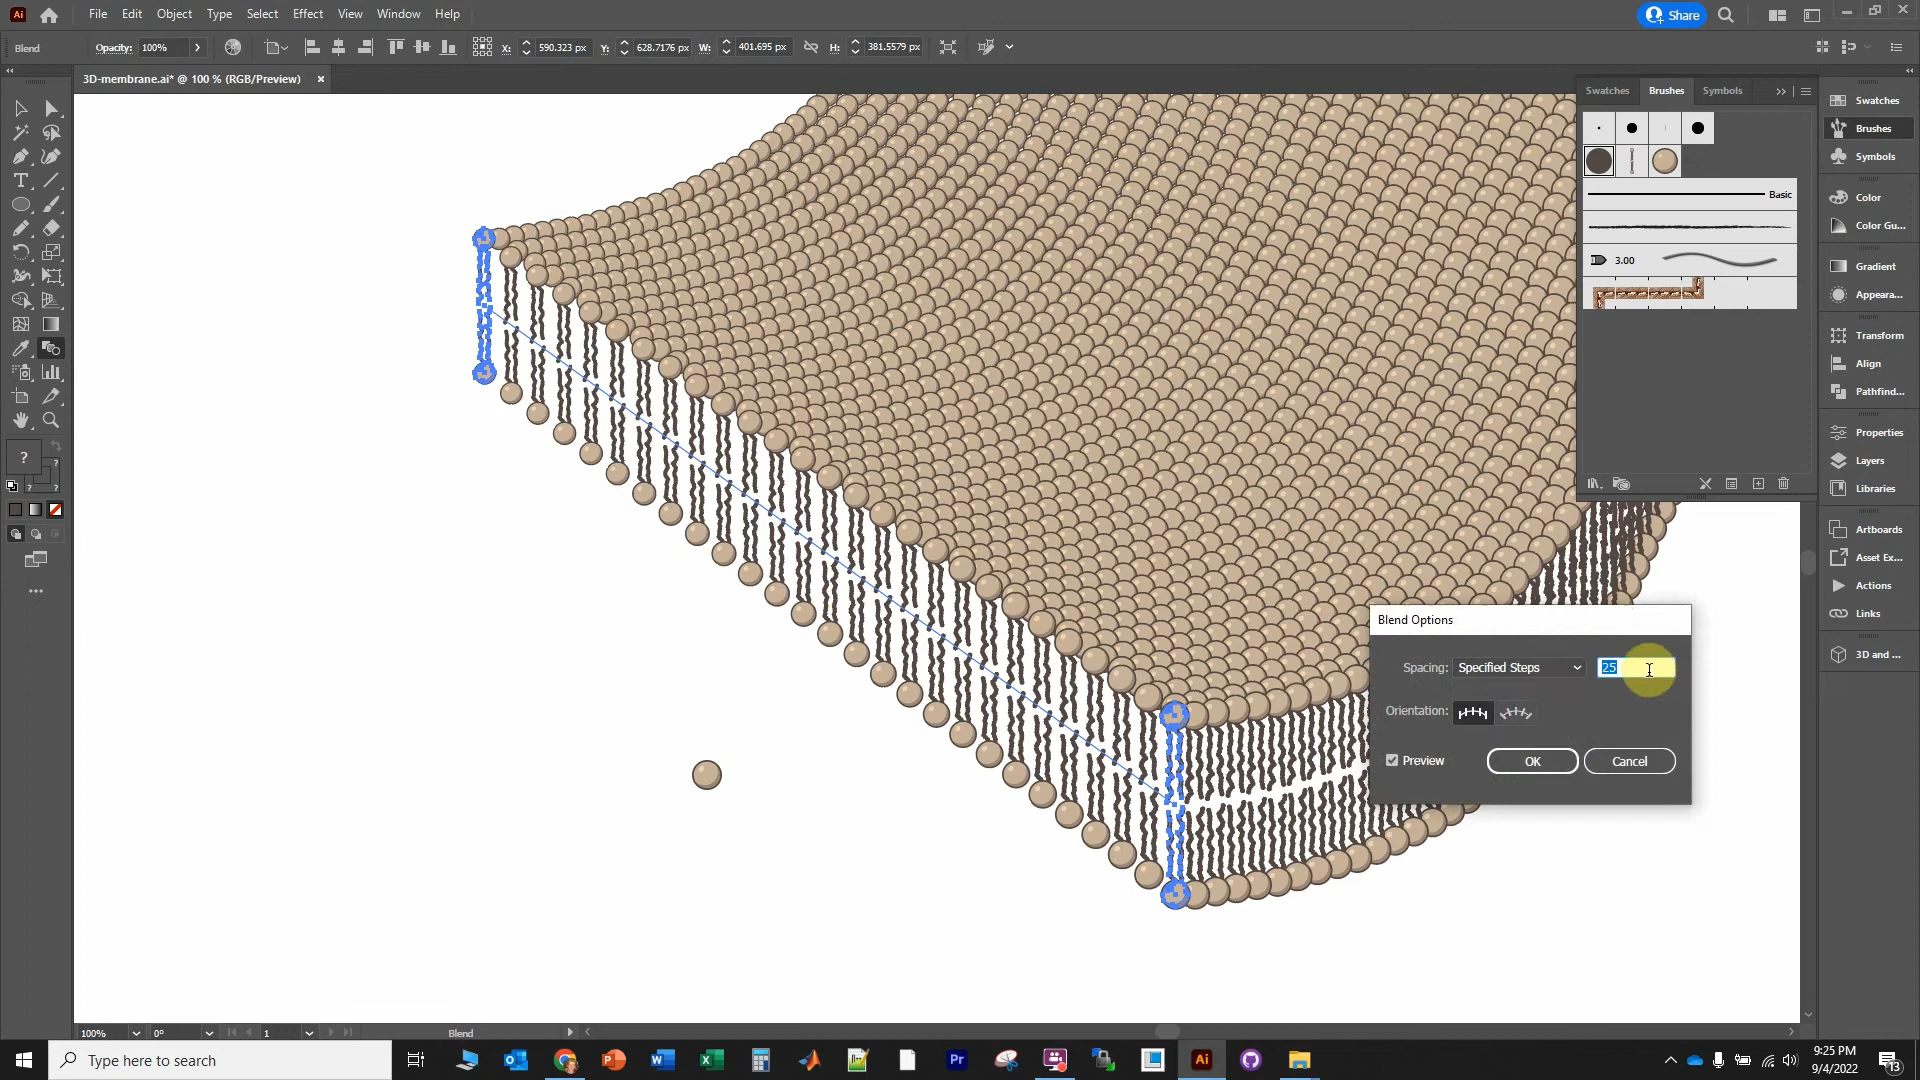 Ai File Edit Object Type Select Effect View Window Help Share
Blend Opacity: 100% X: 590.323 px Y: 628.7176 px W: 401.695 px H: 381.5579 px
3D-membrane.ai* @ 100 % (RGB/Preview) ×
Swatches Brushes Symbols
Basic
3.00
Swatches
Brushes
Symbols
Color
Color Gu...
Gradient
Appeara...
Transform
Align
Pathfind...
Properties
Layers
Libraries
Artboards
Asset Ex...
Actions
Links
3D and ...
?
? ?
?
Blend Options
Spacing: Specified Steps 25
Orientation:
Preview OK Cancel
100% 0° 1 Blend
Type here to search
Pr Ai
9:25 PM
9/4/2022
13